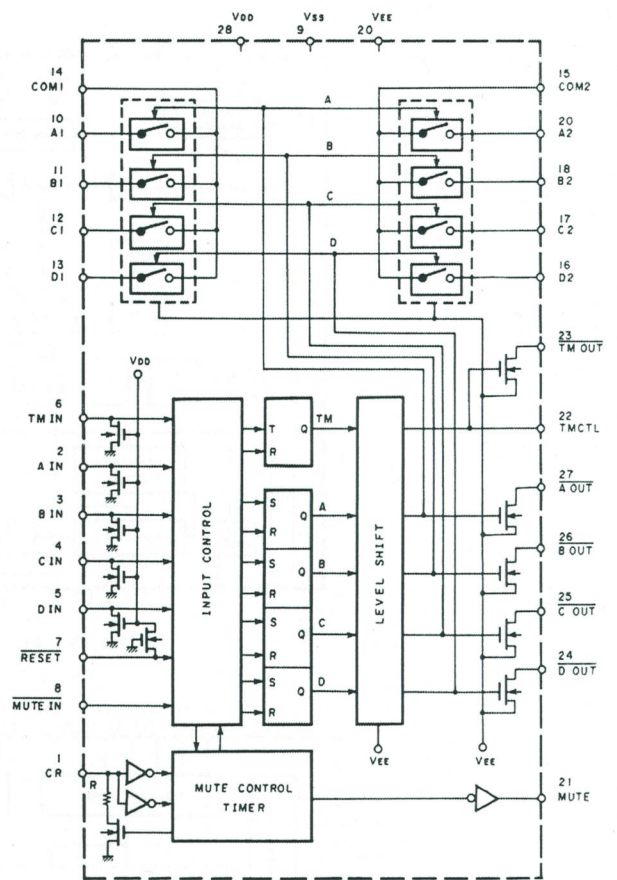 VDD VSS VEE
28 9 20
14
COM1
15
COM2
A
10
A1
20
A2
B
11
B1
18
B2
C
12
C1
17
C2
D
13
D1
16
D2
23
TM OUT
VDD
6
TM IN
T Q TM
R
22
TMCTL
2
A IN
27
A OUT
3
B IN
S
Q A
R
26
B OUT
4
C IN
S
Q B
R
25
C OUT
5
D IN
S
Q C
R
24
D OUT
7
RESET
S
Q D
R
8
MUTE IN
INPUT CONTROL
LEVEL SHIFT
VEE
VEE
1
CR
R
MUTE CONTROL
TIMER
21
MUTE